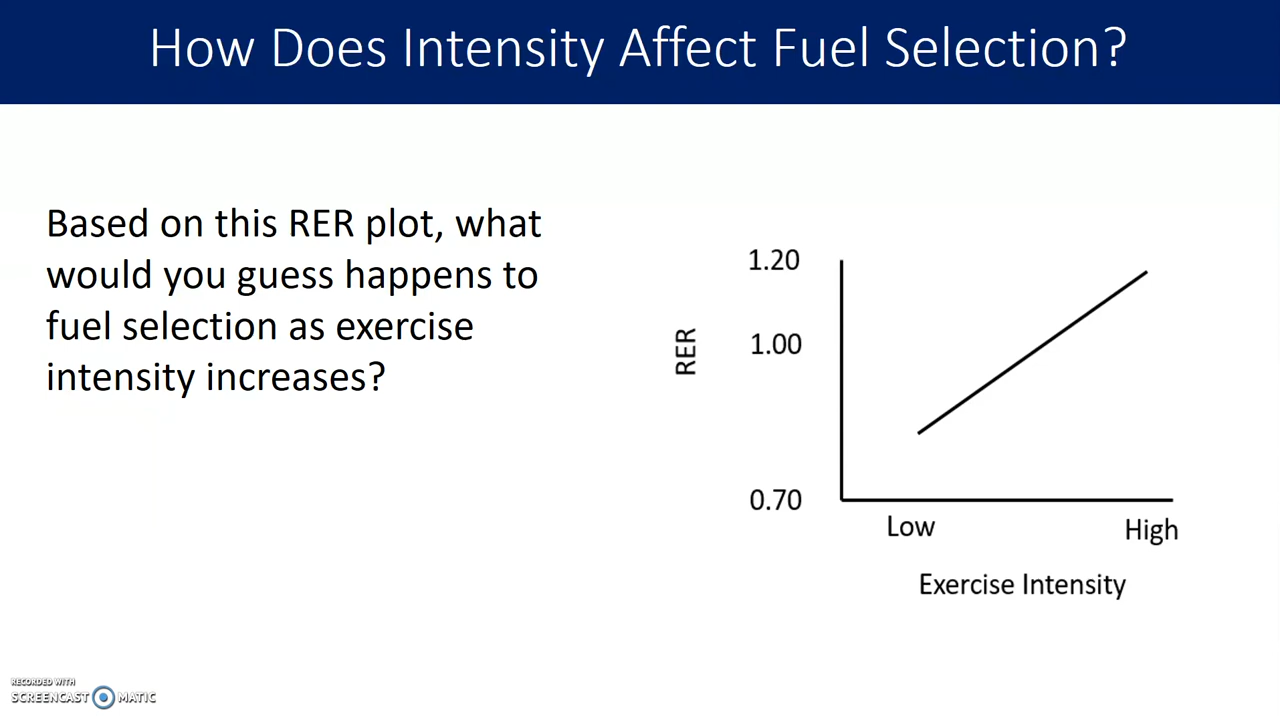 How Does Intensity Affect Fuel Selection?
Based on this RER plot, what
would you guess happens to
fuel selection as exercise
intensity increases?
1.20
1.00
RER
0.70
Low
High
Exercise Intensity
RECORDED WITH
SCREENCAST MATIC